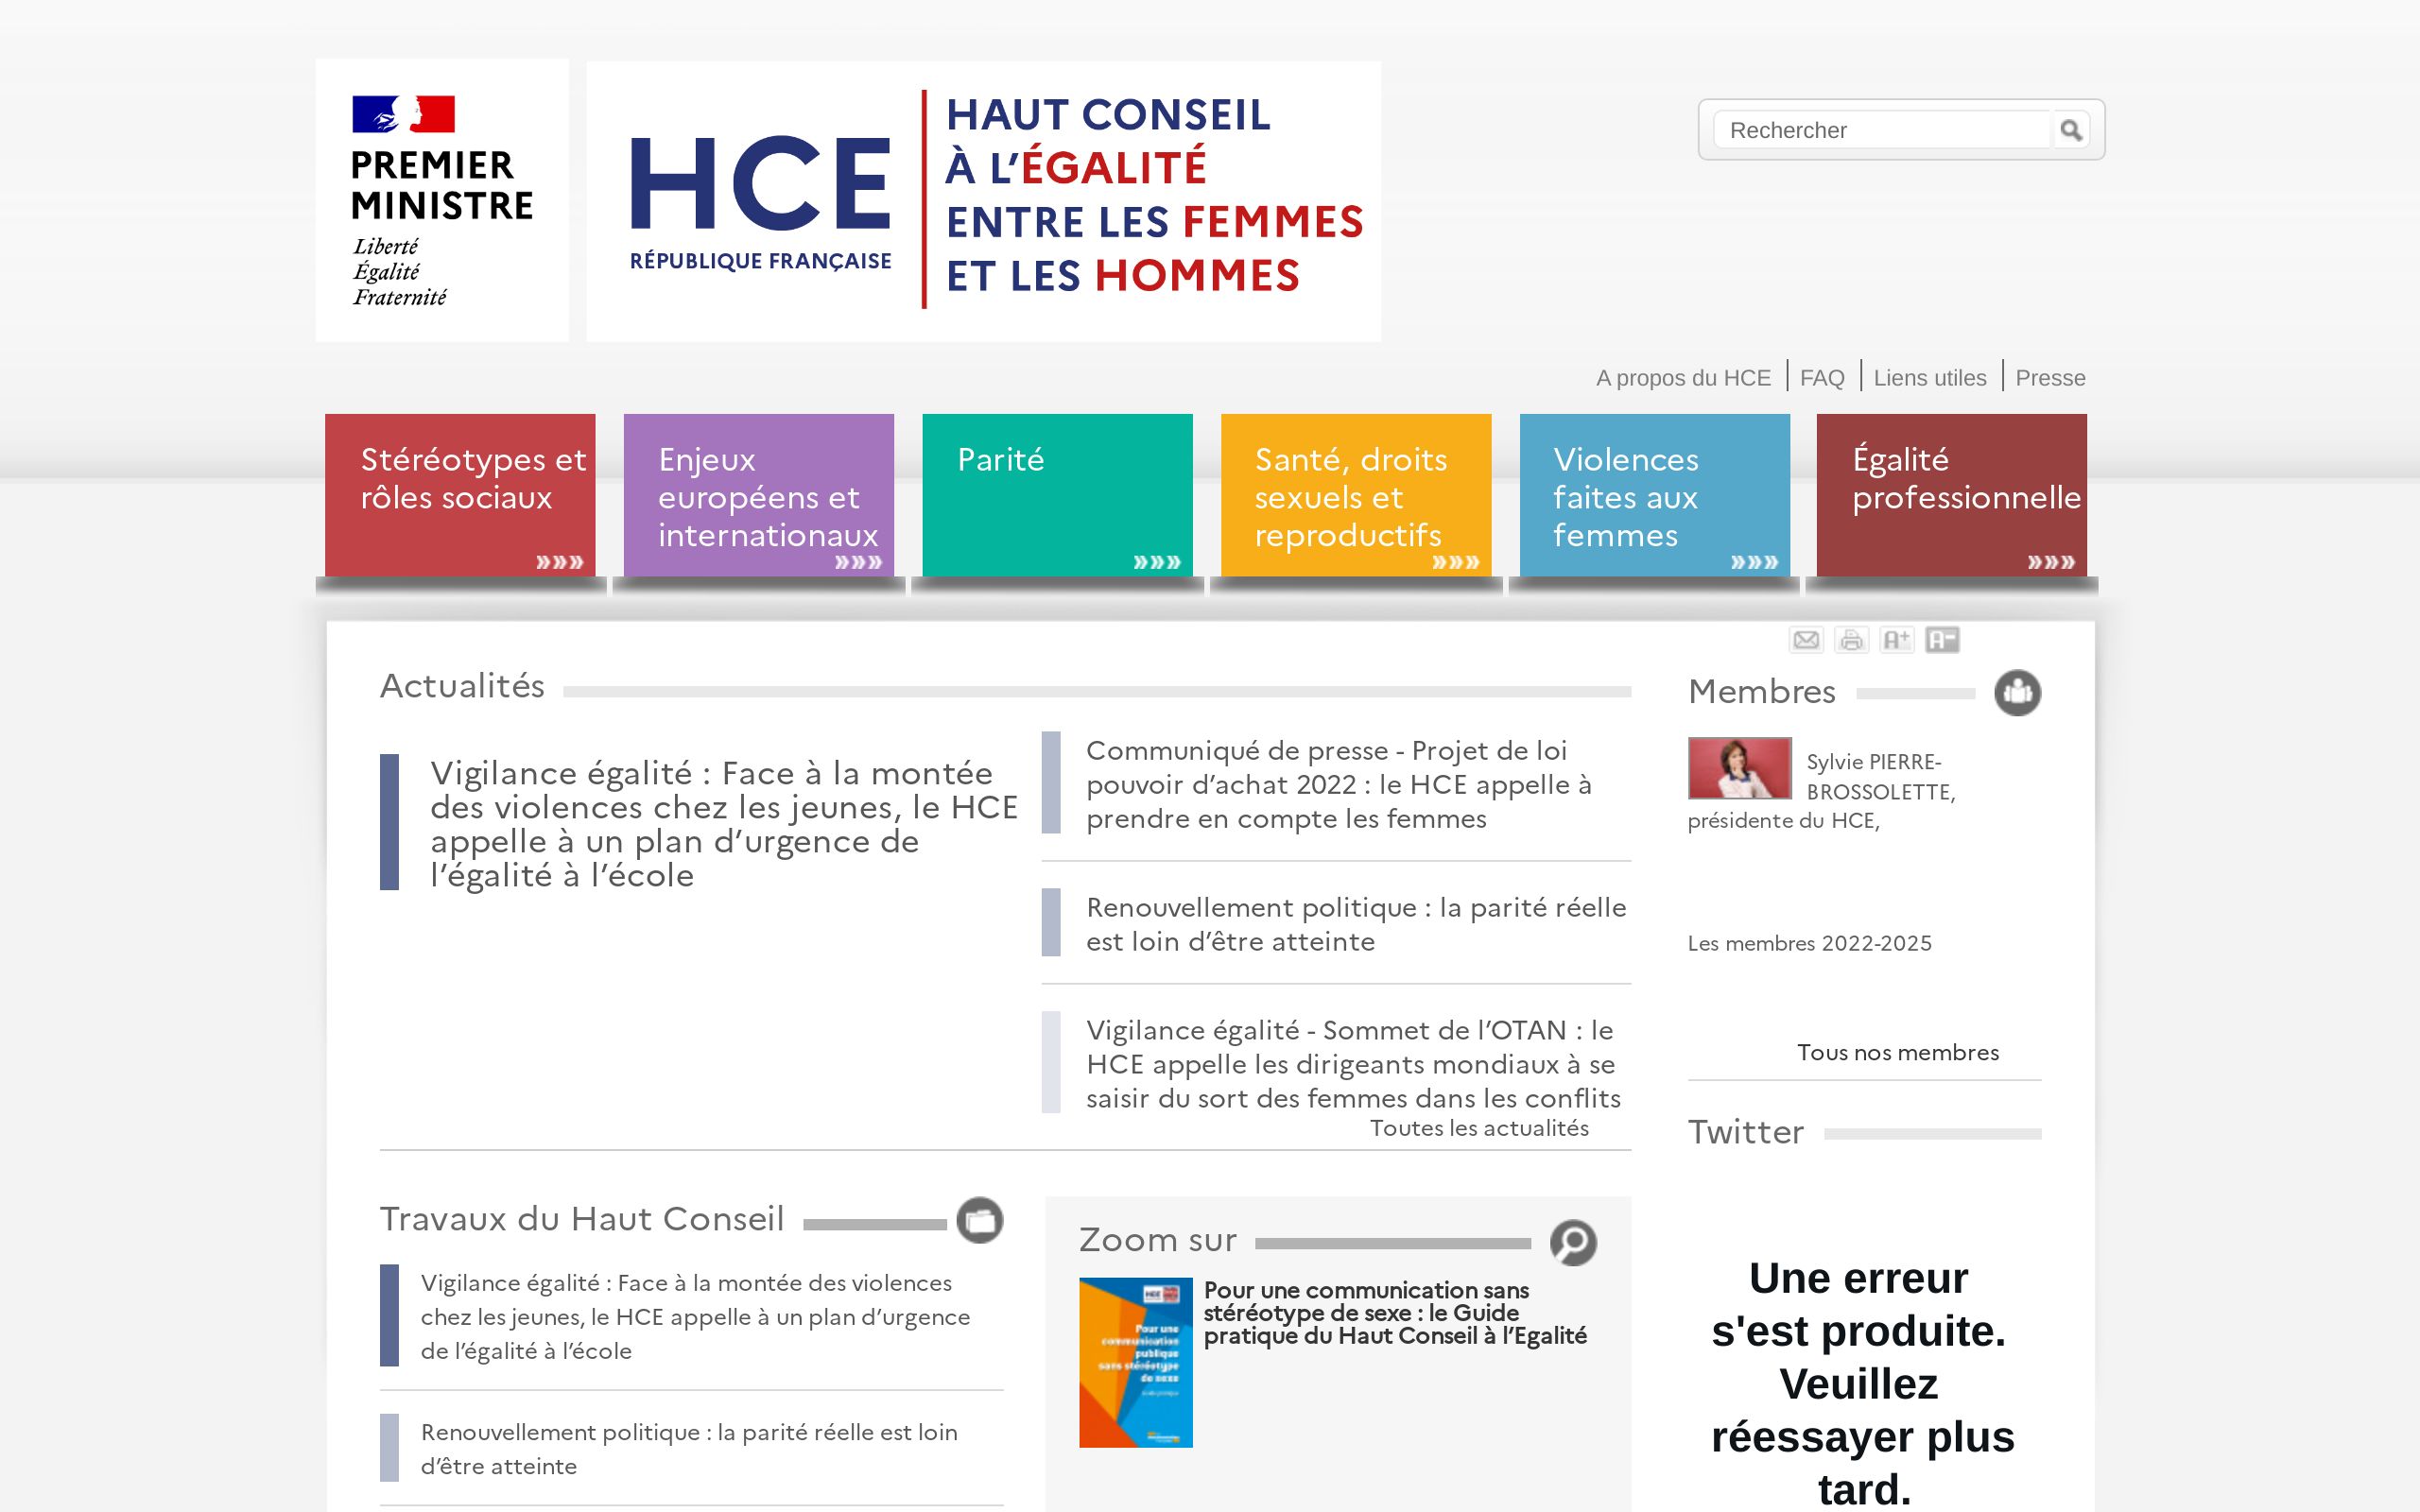 PREMIER
MINISTRE
Liberté
Égalité
Fraternité
HCE
RÉPUBLIQUE FRANÇAISE
HAUT CONSEIL
À L’ÉGALITÉ
ENTRE LES FEMMES
ET LES HOMMES
Rechercher
A propos du HCE
FAQ
Liens utiles
Presse
Stéréotypes et
rôles sociaux
Enjeux
européens et
internationaux
Parité
Santé, droits
sexuels et
reproductifs
Violences
faites aux
femmes
Égalité
professionnelle
A+
A-
Actualités
Vigilance égalité : Face à la montée
des violences chez les jeunes, le HCE
appelle à un plan d’urgence de
l’égalité à l’école
Communiqué de presse - Projet de loi
pouvoir d’achat 2022 : le HCE appelle à
prendre en compte les femmes
Renouvellement politique : la parité réelle
est loin d’être atteinte
Vigilance égalité - Sommet de l’OTAN : le
HCE appelle les dirigeants mondiaux à se
saisir du sort des femmes dans les conflits
Toutes les actualités
Membres
Sylvie PIERRE-
BROSSOLETTE,
présidente du HCE,
Les membres 2022-2025
Tous nos membres
Twitter
Une erreur
s'est produite.
Veuillez
réessayer plus
tard.
Travaux du Haut Conseil
Vigilance égalité : Face à la montée des violences
chez les jeunes, le HCE appelle à un plan d’urgence
de l’égalité à l’école
Renouvellement politique : la parité réelle est loin
d’être atteinte
Zoom sur
Pour une
communication
publique
sans stéréotype
de sexe
Pour une communication sans
stéréotype de sexe : le Guide
pratique du Haut Conseil à l’Egalité